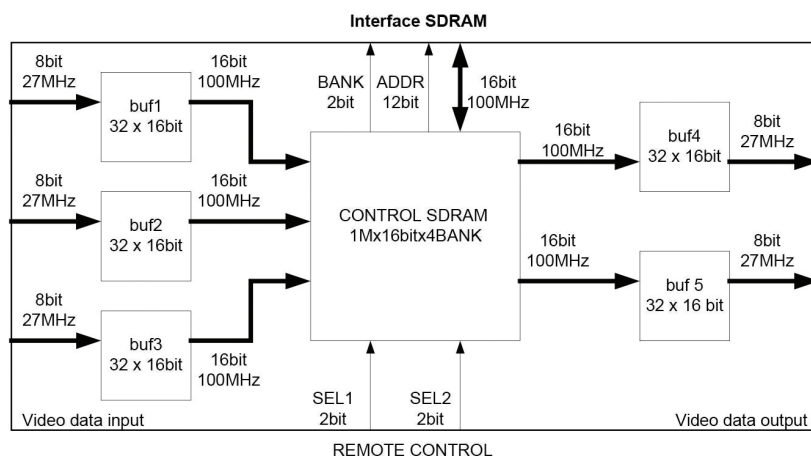 Interface SDRAM
8bit
27MHz
buf1
32 x 16bit
16bit
100MHz
BANK
2bit
ADDR
12bit
16bit
100MHz
16bit
100MHz
buf4
32 x 16bit
8bit
27MHz
8bit
27MHz
buf2
32 x 16bit
16bit
100MHz
CONTROL SDRAM
1Mx16bitx4BANK
16bit
100MHz
buf 5
32 x 16 bit
8bit
27MHz
8bit
27MHz
buf3
32 x 16bit
16bit
100MHz
SEL1
2bit
SEL2
2bit
Video data input
Video data output
REMOTE CONTROL